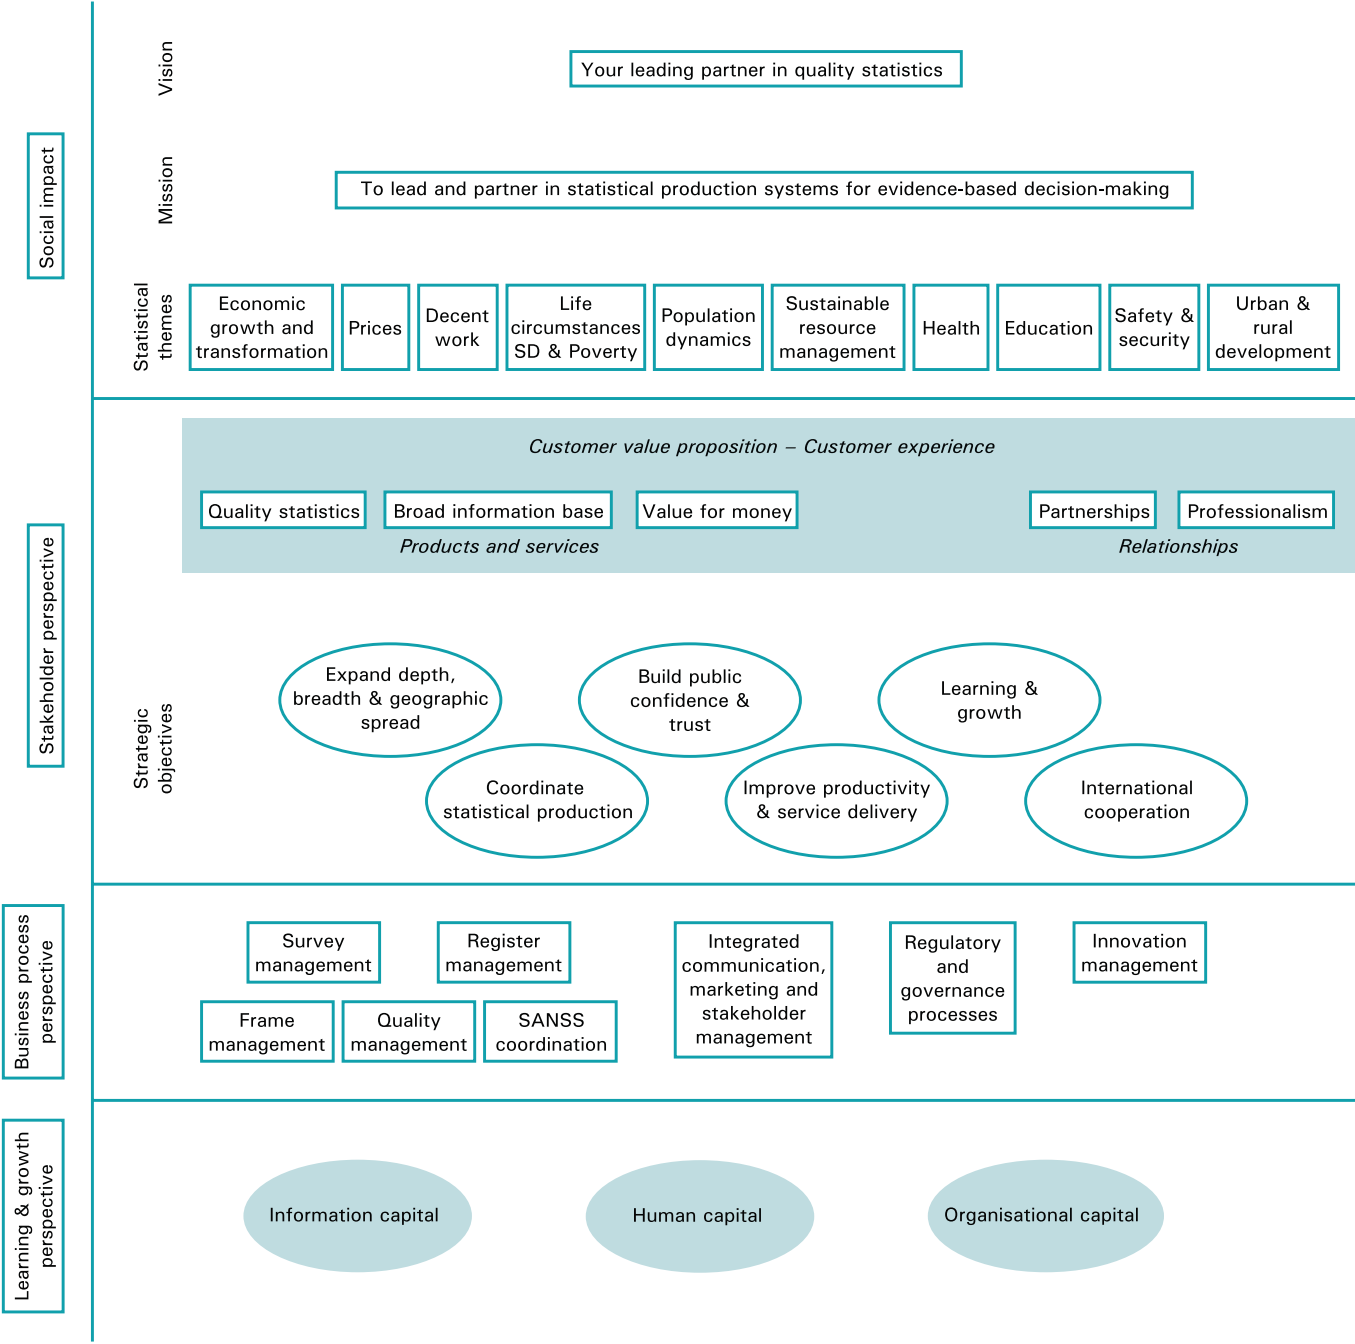 Social impact
Vision
Your leading partner in quality statistics
Mission
To lead and partner in statistical production systems for evidence-based decision-making
Statistical
themes
Economic
growth and
transformation
Prices
Decent
work
Life
circumstances
SD & Poverty
Population
dynamics
Sustainable
resource
management
Health
Education
Safety &
security
Urban &
rural
development
Stakeholder perspective
Customer value proposition – Customer experience
Quality statistics
Broad information base
Value for money
Partnerships
Professionalism
Products and services
Relationships
Strategic
objectives
Expand depth,
breadth & geographic
spread
Build public
confidence &
trust
Learning &
growth
Coordinate
statistical production
Improve productivity
& service delivery
International
cooperation
Business process
perspective
Survey
management
Register
management
Integrated
communication,
marketing and
stakeholder
management
Regulatory
and
governance
processes
Innovation
management
Frame
management
Quality
management
SANSS
coordination
Learning & growth
perspective
Information capital
Human capital
Organisational capital